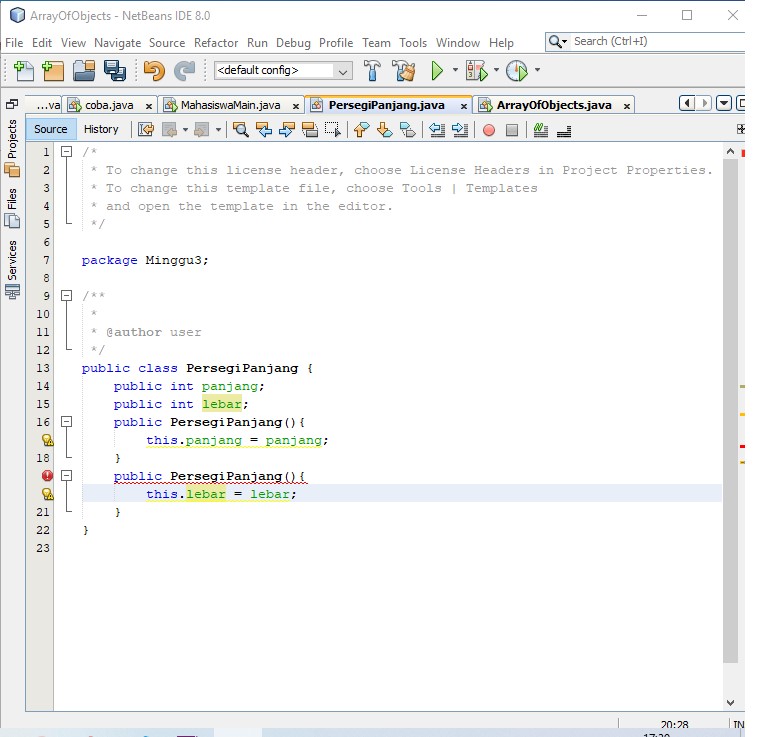 ArrayOfObjects - NetBeans IDE 8.0
File Edit View Navigate Source Refactor Run Debug Profile Team Tools Window Help
Search (Ctrl+I)
<default config>
...va coba.java × MahasiswaMain.java × PersegiPanjang.java × ArrayOfObjects.java ×
Source History
Projects
Files
Services
1 /*
2 * To change this license header, choose License Headers in Project Properties.
3 * To change this template file, choose Tools | Templates
4 * and open the template in the editor.
5 */
6
7 package Minggu3;
8
9 /**
10 *
11 * @author user
12 */
13 public class PersegiPanjang {
14 public int panjang;
15 public int lebar;
16 public PersegiPanjang(){
this.panjang = panjang;
18 }
public PersegiPanjang(){
this.lebar = lebar;
21 }
22 }
23
20:28 IN